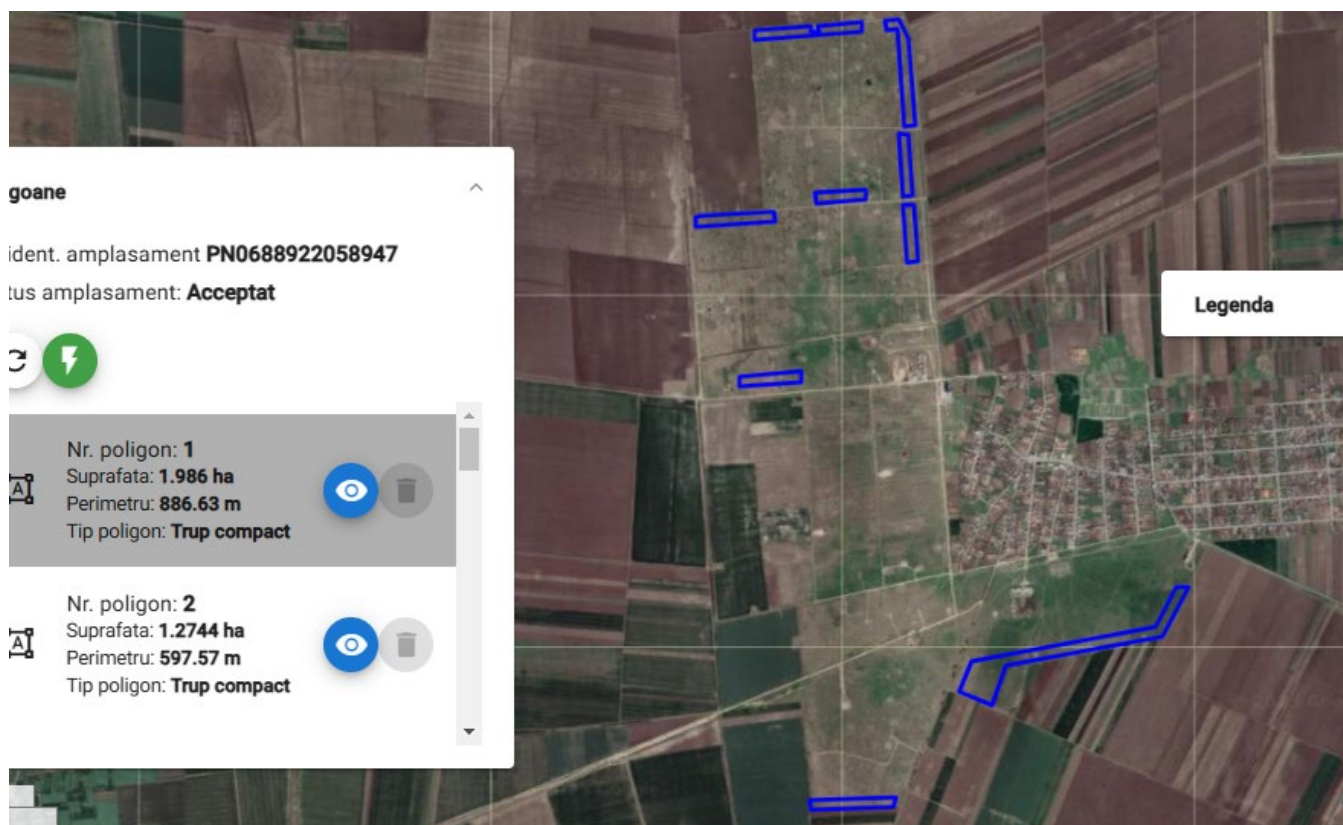 goane
ident. amplasament PN0688922058947
tus amplasament: Acceptat
Nr. poligon: 1
Suprafata: 1.986 ha
Perimetru: 886.63 m
Tip poligon: Trup compact
Nr. poligon: 2
Suprafata: 1.2744 ha
Perimetru: 597.57 m
Tip poligon: Trup compact
Legenda